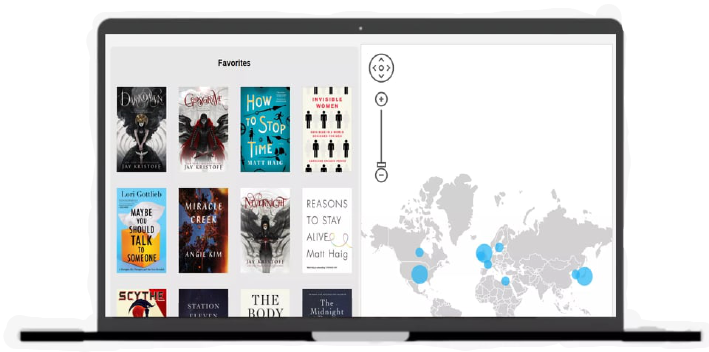 Favorites
DARKDAWN
JAY KRISTOFF
GODSGRAVE
JAY KRISTOFF
HOW
TO STOP
TIME
MATT HAIG
INVISIBLE
WOMEN
Lori Gottlieb
MAYBE
YOU
SHOULD
TALK
TO
SOMEONE
MIRACLE
CREEK
ANGIE KIM
NEVERNIGHT
JAY KRISTOFF
REASONS
TO STAY
ALIVE
Matt Haig
SCYTHE
STATION
ELEVEN
THE
BODY
The
Midnight